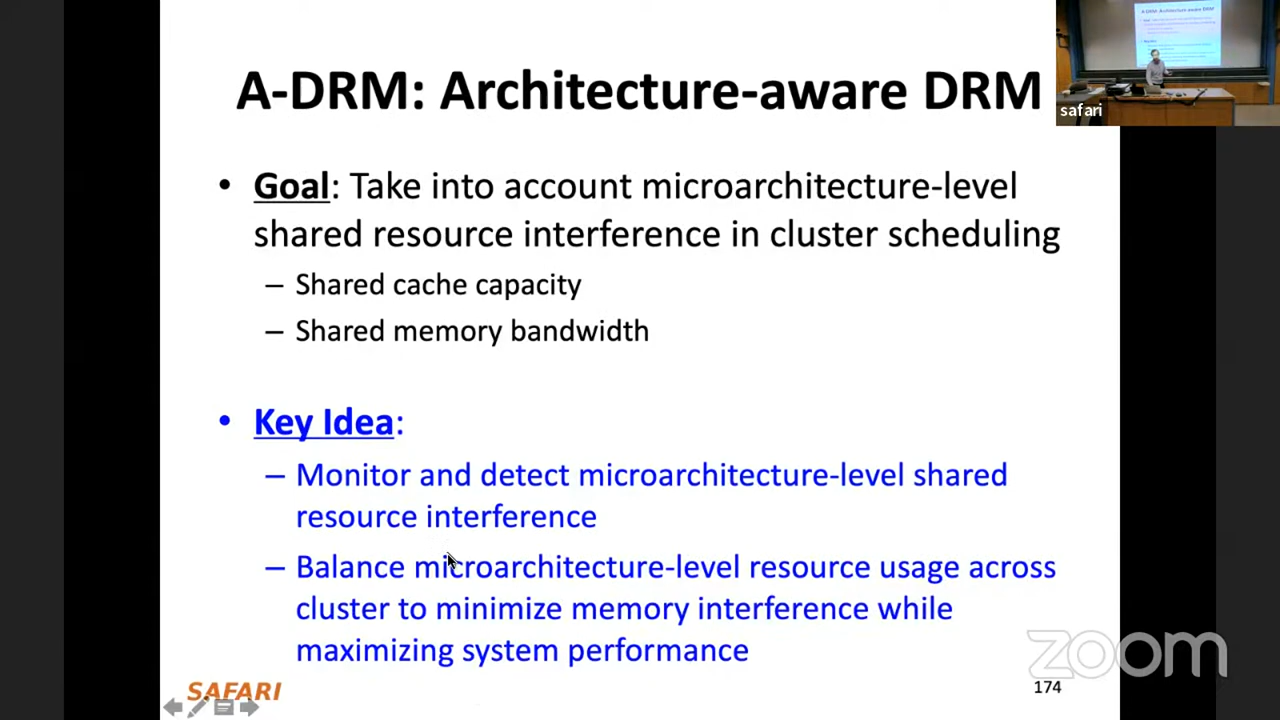 A-DRM: Architecture-aware DRM
safari
• Goal: Take into account microarchitecture-level
shared resource interference in cluster scheduling
– Shared cache capacity
– Shared memory bandwidth
• Key Idea:
– Monitor and detect microarchitecture-level shared
resource interference
– Balance microarchitecture-level resource usage across
cluster to minimize memory interference while
maximizing system performance
zoom
SAFARI
174